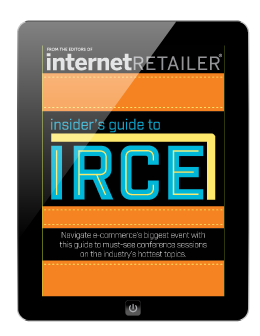 FROM THE EDITORS OF
internetRETAILER®
insider's guide to
IRCE
Navigate e-commerce's biggest event with
this guide to must-see conference sessions
on the industry's hottest topics.